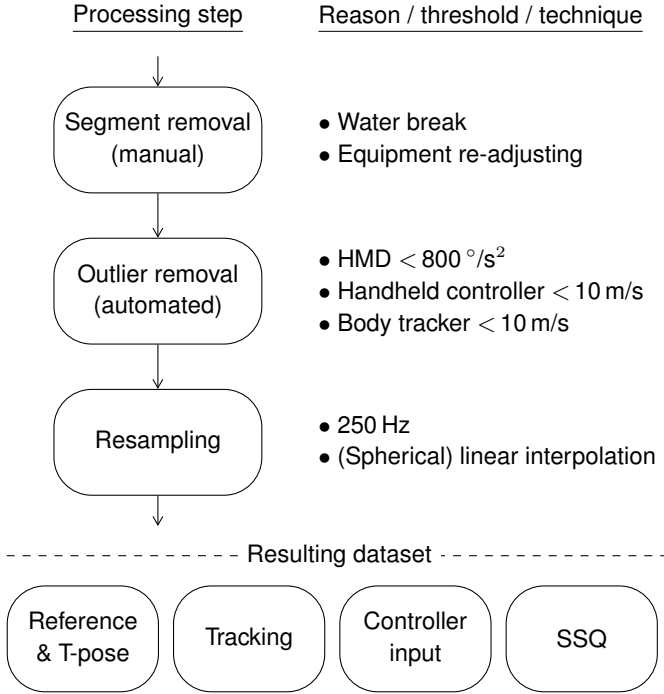 Processing step
Reason / threshold / technique
Segment removal
(manual)
• Water break
• Equipment re-adjusting
Outlier removal
(automated)
• HMD < 800 °/s²
• Handheld controller < 10 m/s
• Body tracker < 10 m/s
Resampling
• 250 Hz
• (Spherical) linear interpolation
Resulting dataset
Reference
& T-pose
Tracking
Controller
input
SSQ